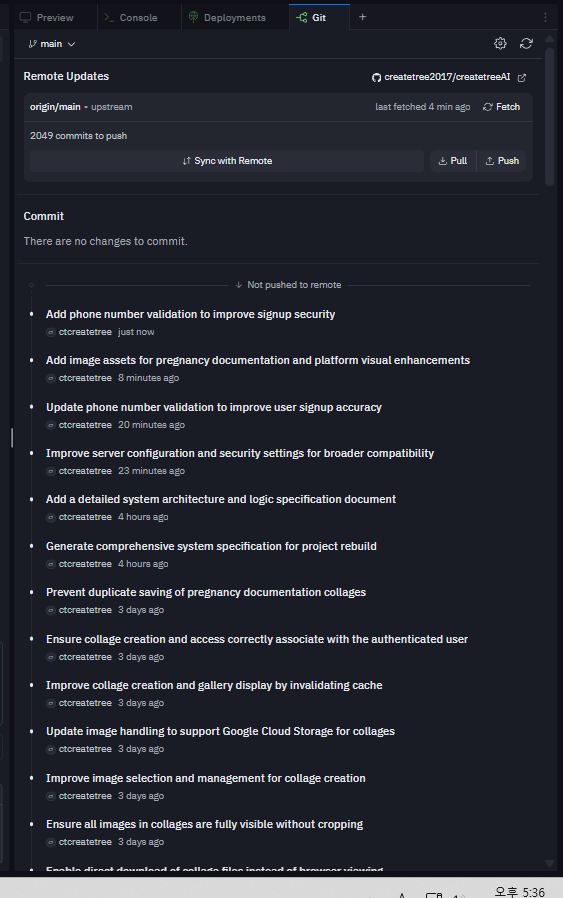 Preview
Console
Deployments
Git
main
Remote Updates
createtree2017/createtreeAI
origin/main • upstream
last fetched 4 min ago
Fetch
2049 commits to push
Sync with Remote
Pull
Push
Commit
There are no changes to commit.
Not pushed to remote
Add phone number validation to improve signup security
ctcreatetree just now
Add image assets for pregnancy documentation and platform visual enhancements
ctcreatetree 8 minutes ago
Update phone number validation to improve user signup accuracy
ctcreatetree 20 minutes ago
Improve server configuration and security settings for broader compatibility
ctcreatetree 23 minutes ago
Add a detailed system architecture and logic specification document
ctcreatetree 4 hours ago
Generate comprehensive system specification for project rebuild
ctcreatetree 4 hours ago
Prevent duplicate saving of pregnancy documentation collages
ctcreatetree 3 days ago
Ensure collage creation and access correctly associate with the authenticated user
ctcreatetree 3 days ago
Improve collage creation and gallery display by invalidating cache
ctcreatetree 3 days ago
Update image handling to support Google Cloud Storage for collages
ctcreatetree 3 days ago
Improve image selection and management for collage creation
ctcreatetree 3 days ago
Ensure all images in collages are fully visible without cropping
ctcreatetree 3 days ago
Enable direct download of collage files instead of browser viewing
오후 5:36